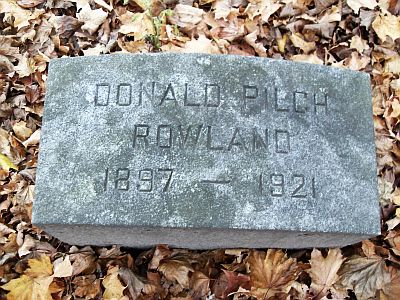 DONALD PILCH
ROWLAND
1897 — 1921